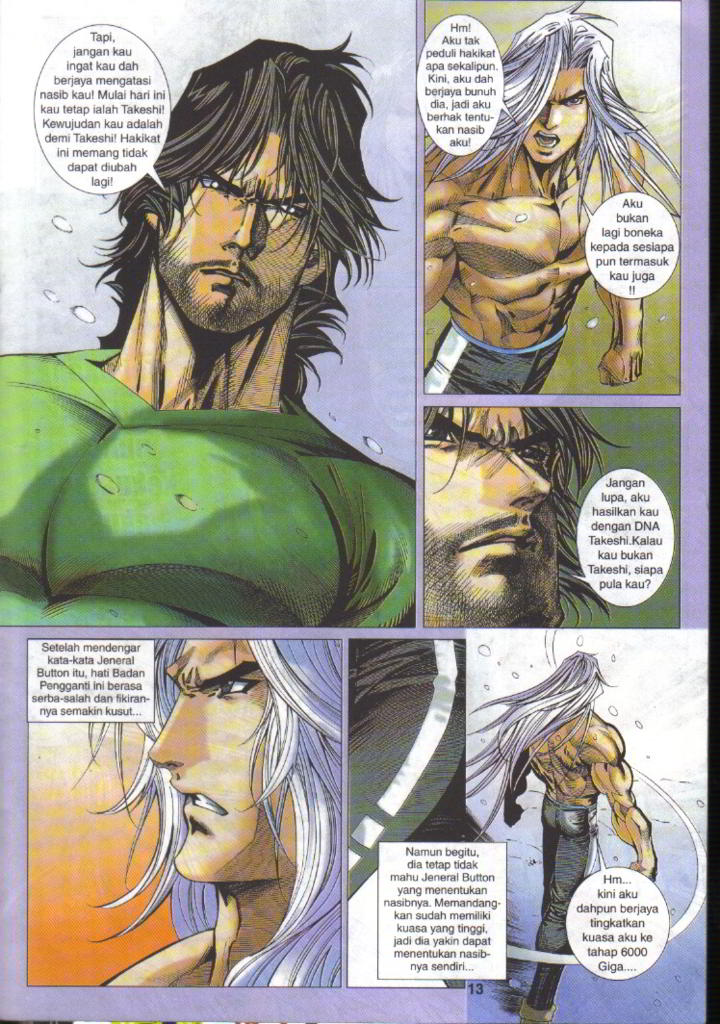 Tapi,
jangan kau
ingat kau dah
berjaya mengatasi
nasib kau! Mulai hari ini
kau tetap ialah Takeshi!
Kewujudan kau adalah
demi Takeshi! Hakikat
ini memang tidak
dapat diubah
lagi!
Hm!
Aku tak
peduli hakikat
apa sekalipun.
Kini, aku dah
berjaya bunuh
dia, jadi aku
berhak tentu-
kan nasib
aku!
Aku
bukan
lagi boneka
kepada sesiapa
pun termasuk
kau juga
!!
Jangan
lupa, aku
hasilkan kau
dengan DNA
Takeshi.Kalau
kau bukan
Takeshi, siapa
pula kau?
Setelah mendengar
kata-kata Jeneral
Button itu, hati Badan
Pengganti ini berasa
serba-salah dan fikiran-
nya semakin kusut...
Namun begitu,
dia tetap tidak
mahu Jeneral Button
yang menentukan
nasibnya. Memandang-
kan sudah memiliki
kuasa yang tinggi,
jadi dia yakin dapat
menentukan nasib-
nya sendiri...
Hm...
kini aku
dahpun berjaya
tingkatkan
kuasa aku ke
tahap 6000
Giga....
13